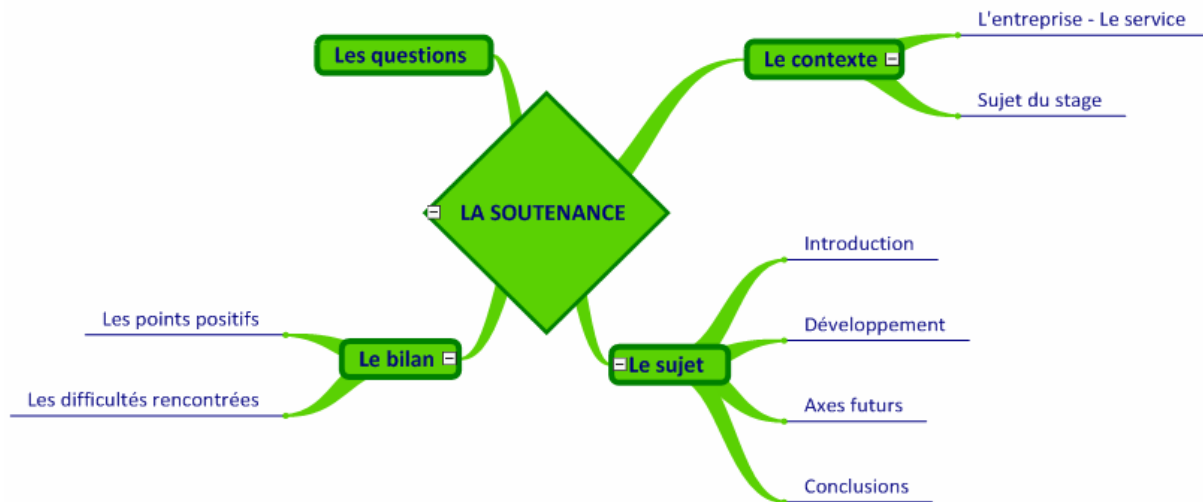 LA SOUTENANCE
Le contexte
L'entreprise - Le service
Sujet du stage
Le sujet
Introduction
Développement
Axes futurs
Conclusions
Le bilan
Les points positifs
Les difficultés rencontrées
Les questions